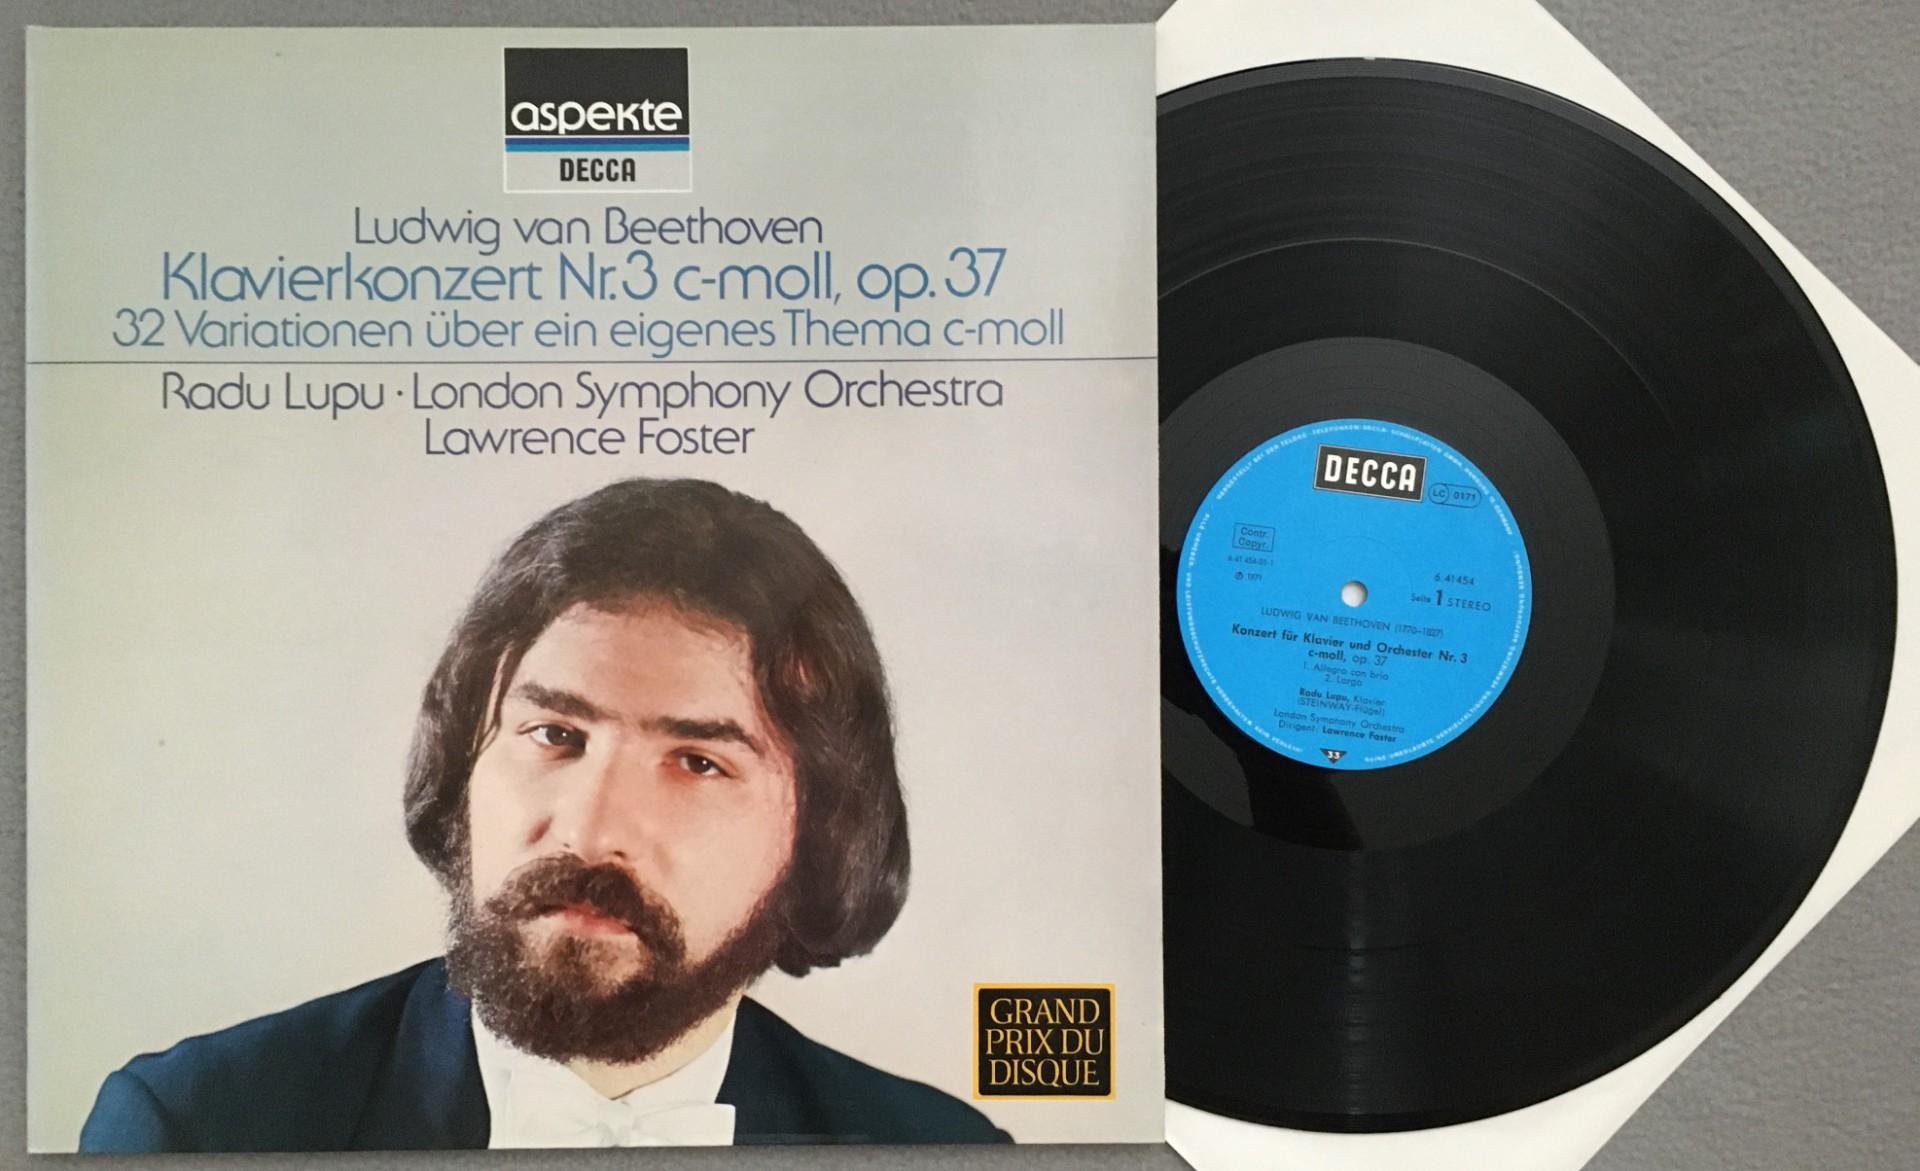 aspekte
DECCA
Ludwig van Beethoven
Klavierkonzert Nr.3 c-moll, op.37
32 Variationen über ein eigenes Thema c-moll
Radu Lupu · London Symphony Orchestra
Lawrence Foster
GRAND
PRIX DU
DISQUE
DECCA
LC 0171
Contr.
Copyr.
℗ 1971
6.41454
Seite 1 STEREO
LUDWIG VAN BEETHOVEN (1770-1827)
Konzert für Klavier und Orchester Nr. 3
c-moll, op. 37
1. Allegro con brio
2. Largo
Radu Lupu, Klavier
(STEINWAY-Flügel)
London Symphony Orchestra
Dirigent: Lawrence Foster
33